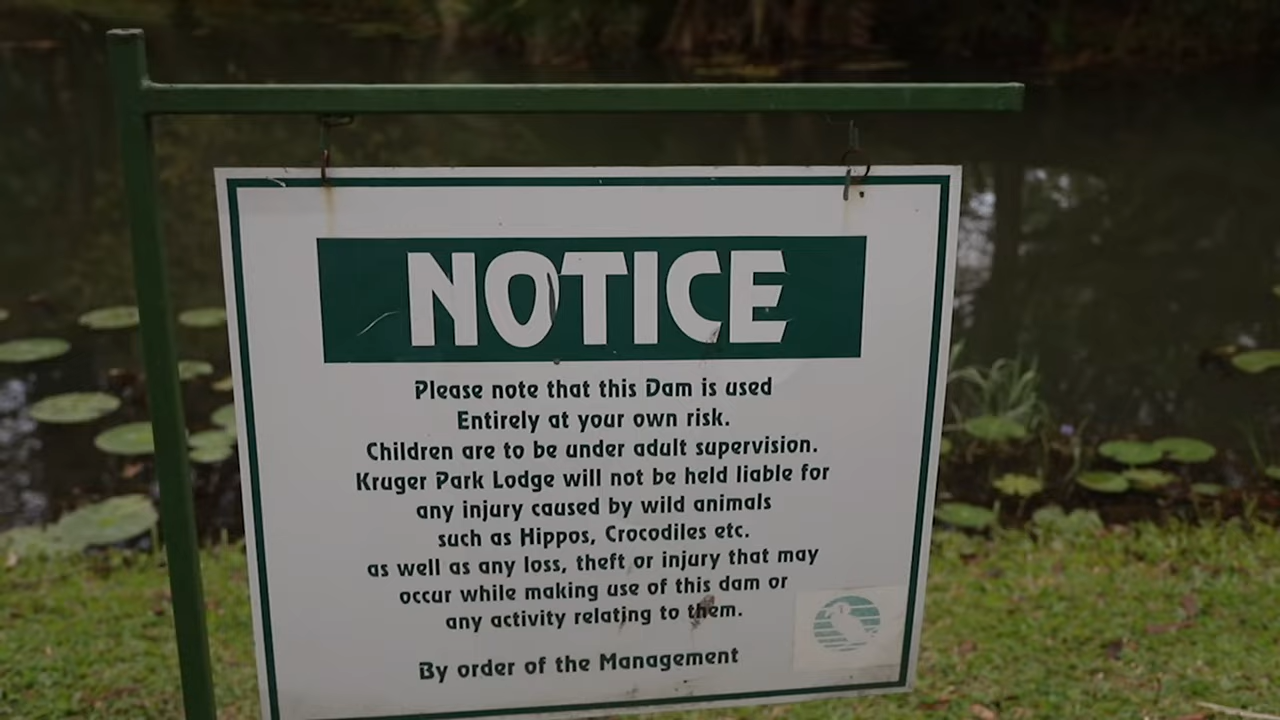 NOTICE
Please note that this Dam is used
Entirely at your own risk.
Children are to be under adult supervision.
Kruger Park Lodge will not be held liable for
any injury caused by wild animals
such as Hippos, Crocodiles etc.
as well as any loss, theft or injury that may
occur while making use of this dam or
any activity relating to them.
By order of the Management